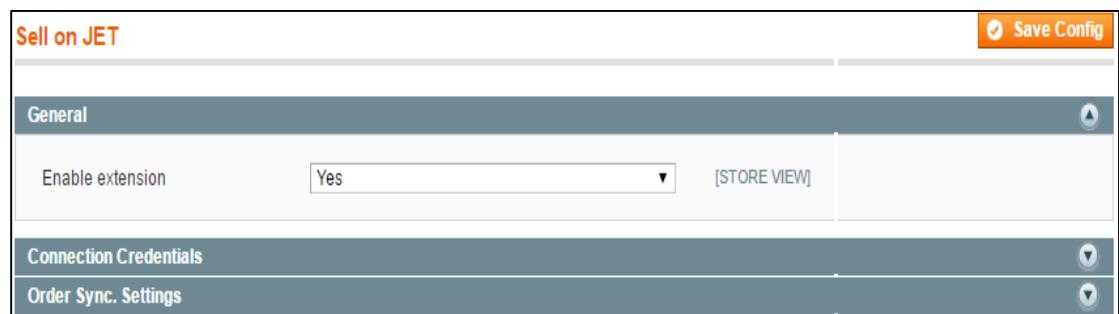 Sell on JET
Save Config
General
Enable extension Yes [STORE VIEW]
Connection Credentials
Order Sync. Settings